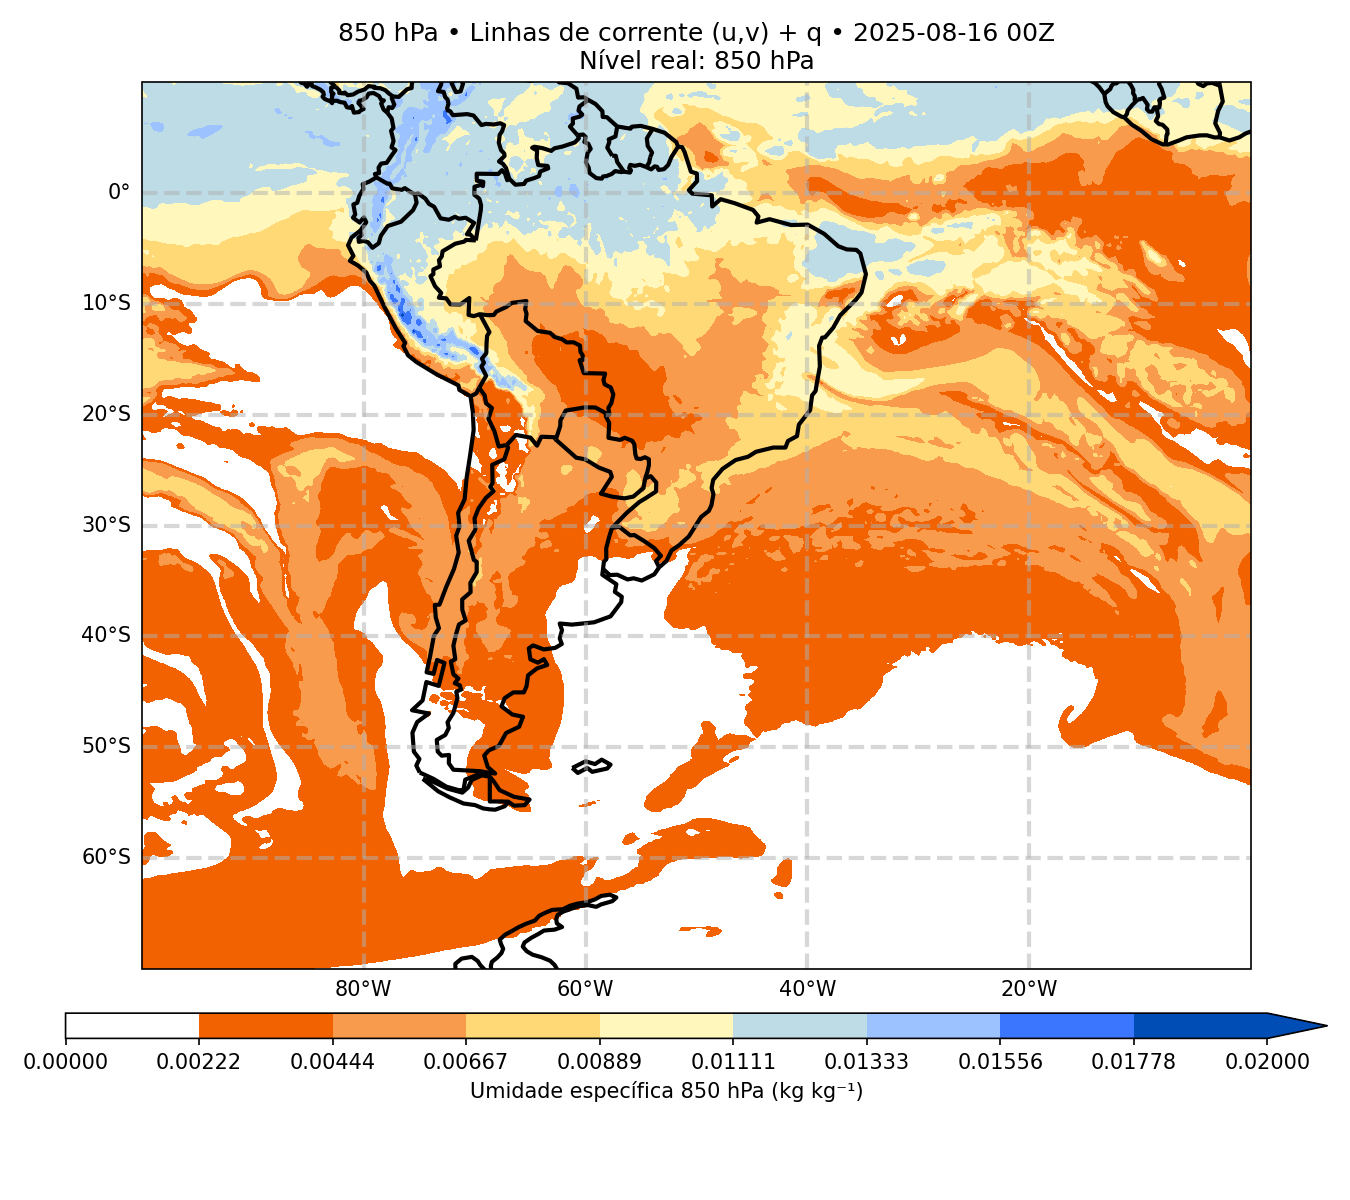 850 hPa • Linhas de corrente (u,v) + q • 2025-08-16 00Z
Nível real: 850 hPa
0°
10°S
20°S
30°S
40°S
50°S
60°S
80°W 60°W 40°W 20°W
0.00000 0.00222 0.00444 0.00667 0.00889 0.01111 0.01333 0.01556 0.01778 0.02000
Umidade específica 850 hPa (kg kg⁻¹)